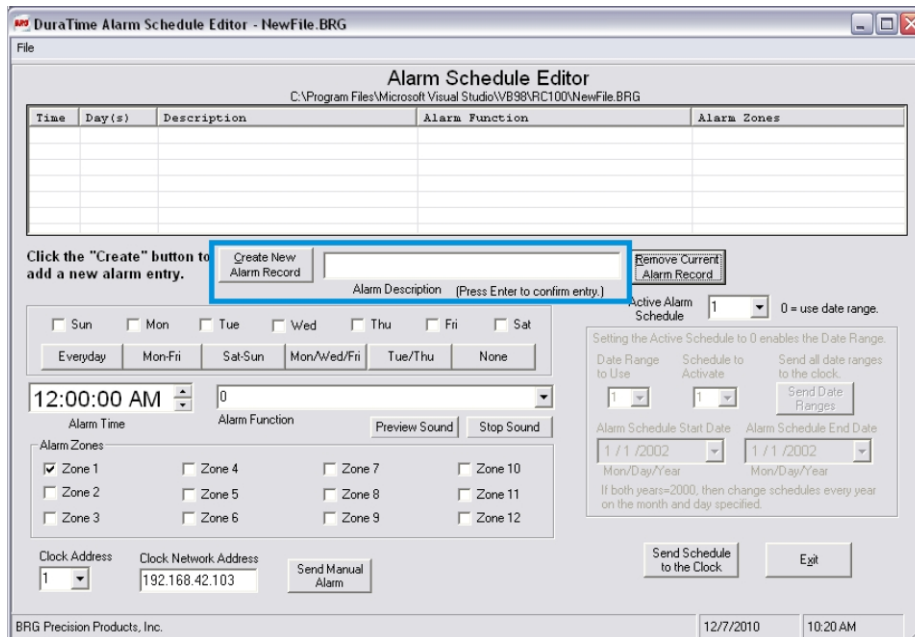 BRG DuraTime Alarm Schedule Editor - NewFile.BRG
File
Alarm Schedule Editor
C:\Program Files\Microsoft Visual Studio\VB98\RC100\NewFile.BRG
Time Day(s) Description Alarm Function Alarm Zones
Click the "Create" button to
add a new alarm entry.
Create New
Alarm Record
Alarm Description (Press Enter to confirm entry.)
Remove Current
Alarm Record
Active Alarm
Schedule
1
0 = use date range.
Sun Mon Tue Wed Thu Fri Sat
Everyday Mon-Fri Sat-Sun Mon/Wed/Fri Tue/Thu None
12:00:00 AM
Alarm Time
0
Alarm Function
Preview Sound Stop Sound
Setting the Active Schedule to 0 enables the Date Range.
Date Range
to Use
1
Schedule to
Activate
1
Send all date ranges
to the clock.
Send Date
Ranges
Alarm Schedule Start Date Alarm Schedule End Date
1 / 1 /2002 1 / 1 /2002
Mon/Day/Year Mon/Day/Year
If both years=2000, then change schedules every year
on the month and day specified.
Alarm Zones
Zone 1 Zone 4 Zone 7 Zone 10
Zone 2 Zone 5 Zone 8 Zone 11
Zone 3 Zone 6 Zone 9 Zone 12
Clock Address
1
Clock Network Address
192.168.42.103
Send Manual
Alarm
Send Schedule
to the Clock
Exit
BRG Precision Products, Inc. 12/7/2010 10:20 AM